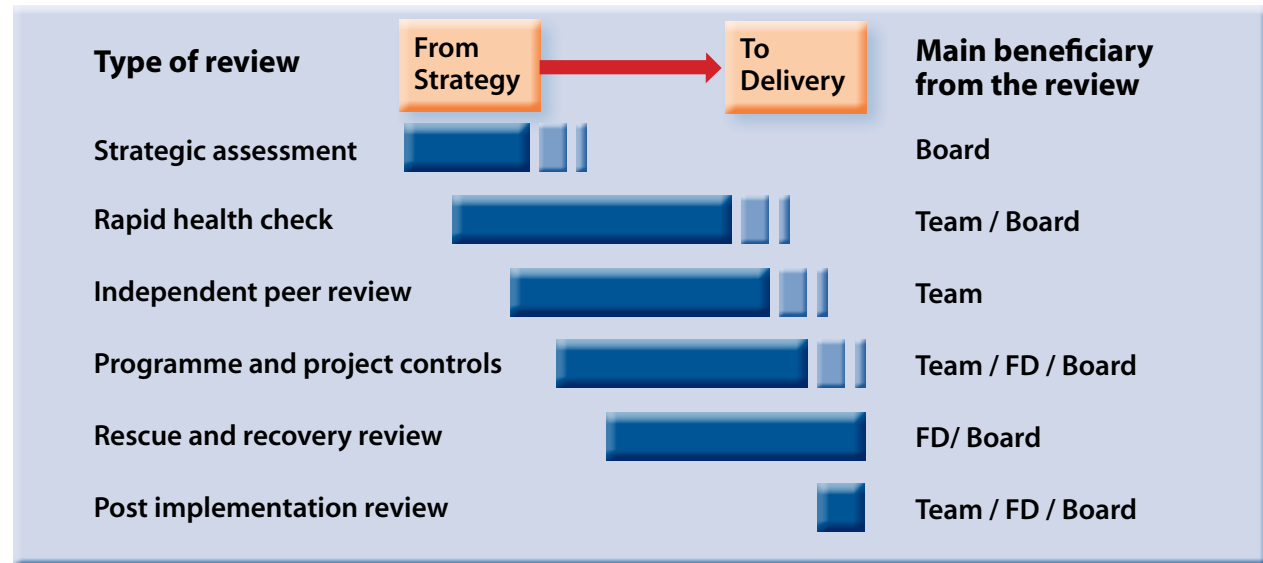 Type of review
From
Strategy
To
Delivery
Main beneficiary
from the review
Strategic assessment
Board
Rapid health check
Team / Board
Independent peer review
Team
Programme and project controls
Team / FD / Board
Rescue and recovery review
FD/ Board
Post implementation review
Team / FD / Board